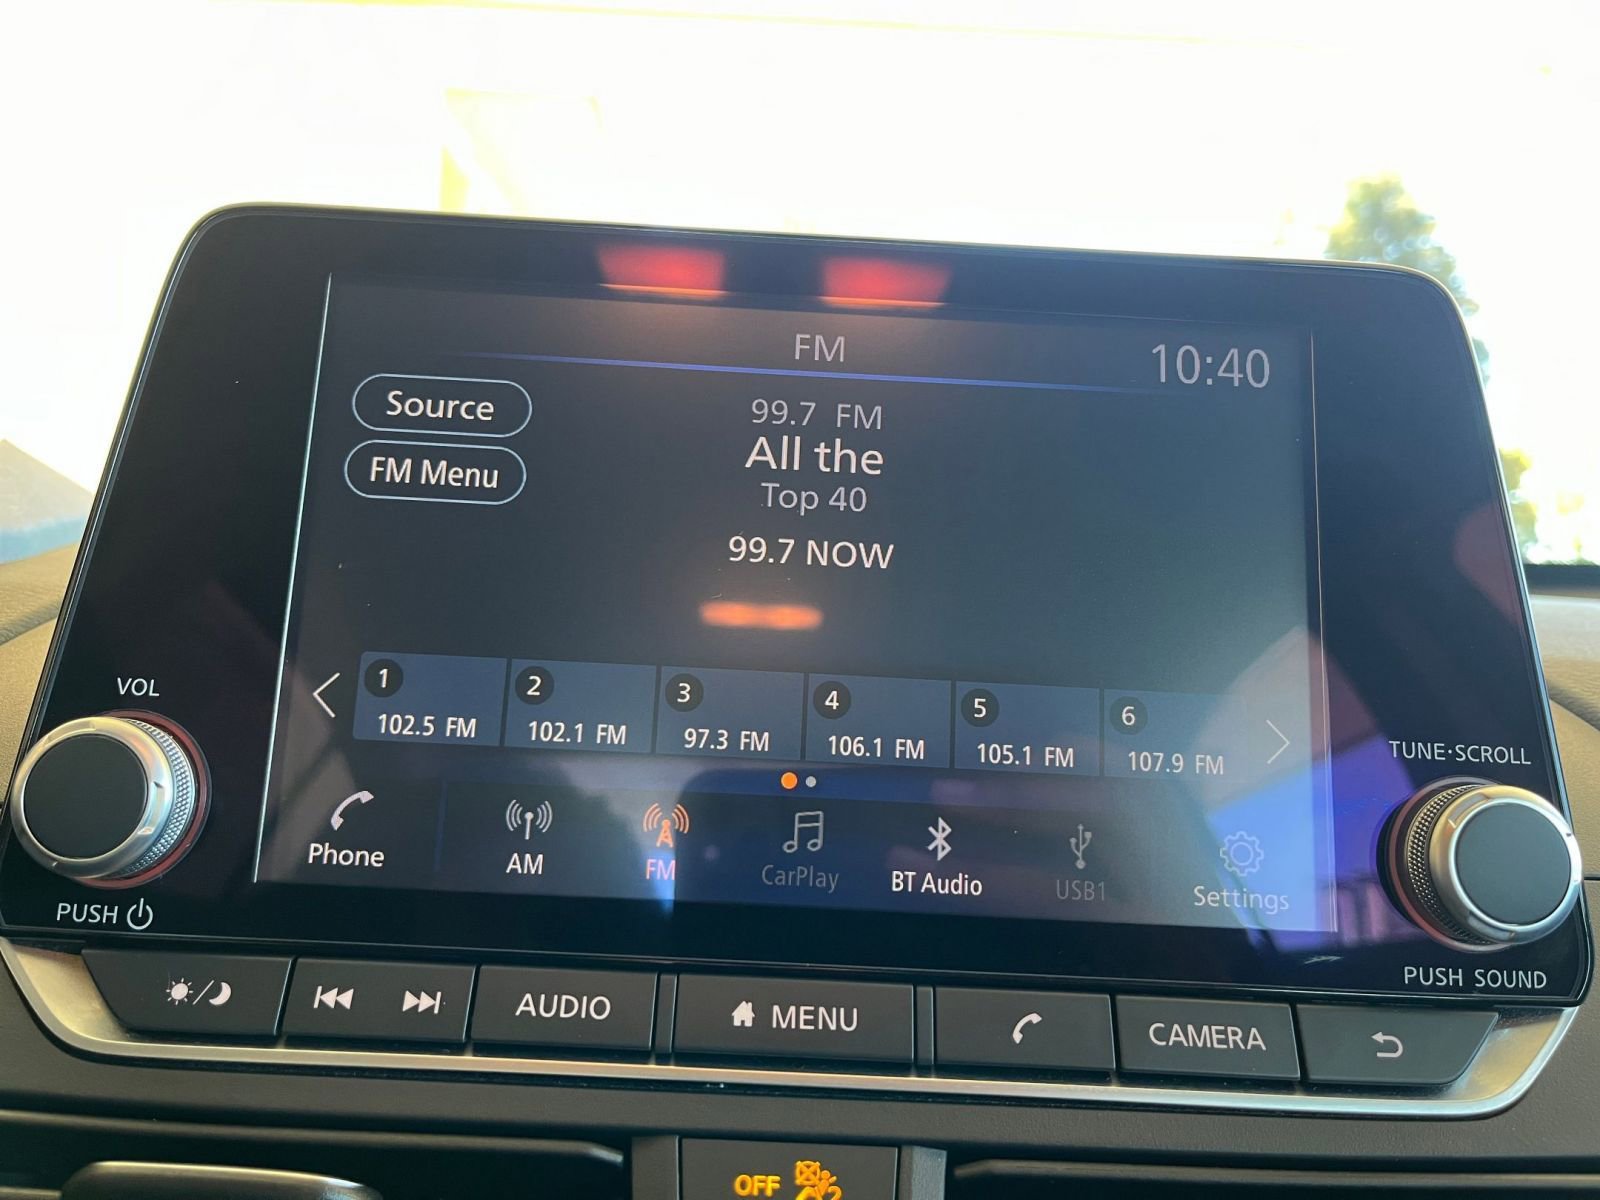 FM
10:40
Source
99.7 FM
All the
FM Menu
Top 40
99.7 NOW
1
102.5 FM
2
102.1 FM
3
97.3 FM
4
106.1 FM
5
105.1 FM
6
107.9 FM
VOL
TUNE·SCROLL
Phone
AM
FM
CarPlay
BT Audio
USB1
Settings
PUSH
PUSH SOUND
AUDIO
MENU
CAMERA
OFF
2